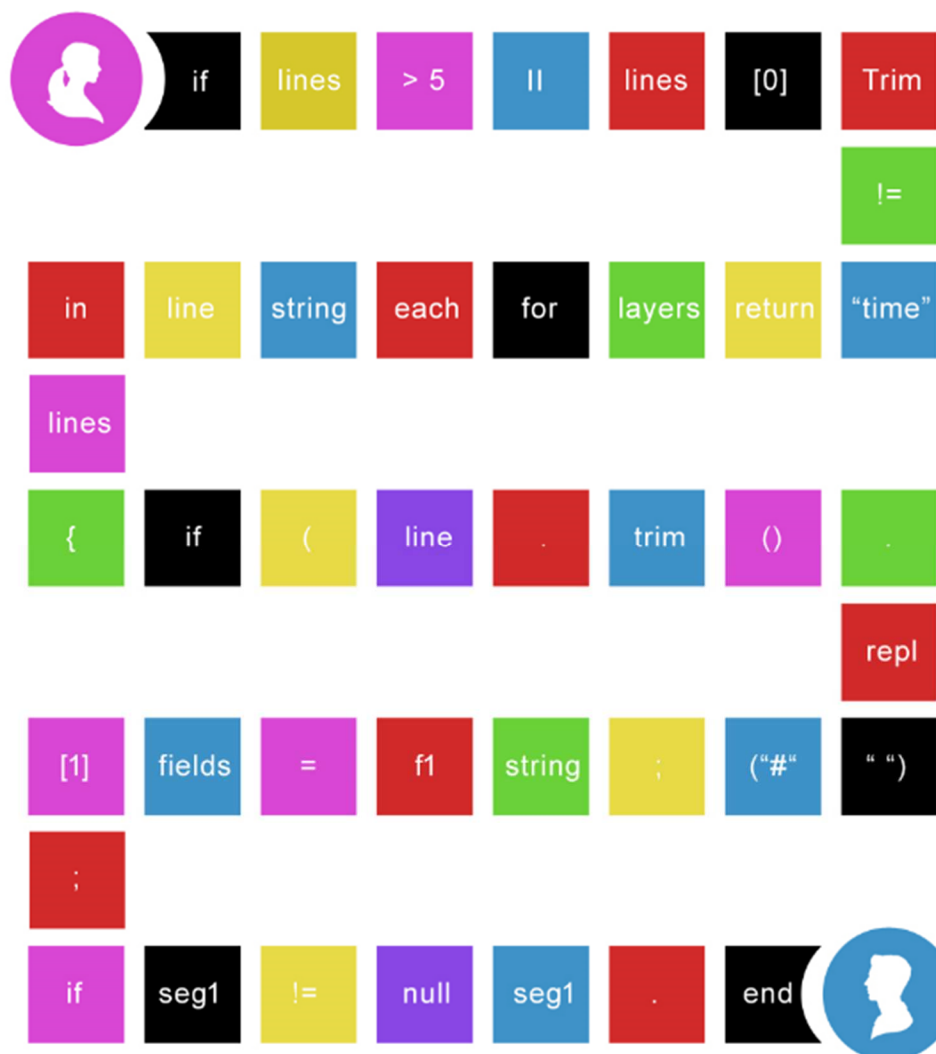 if lines > 5 || lines [0] Trim
!=
in line string each for layers return “time”
lines
{ if ( line . trim () .
repl
[1] fields = f1 string ; (“#“ “ “)
;
if seg1 != null seg1 . end